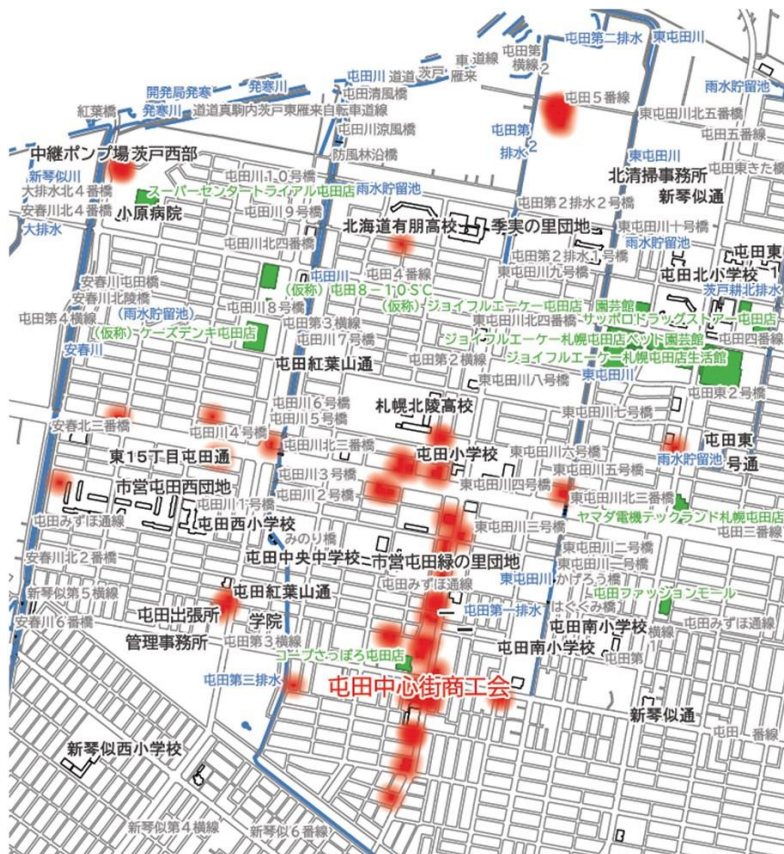 屯田第二排水
東屯田川
屯田第2横線
車道線
雁来
茨戸
道道
屯田川
屯田清風橋
開発局発寒
発寒川
雨水貯留池
屯田5番線
紅葉橋
発寒川
道道真駒内茨戸東雁来自転車道線
屯田川涼風橋
東屯田川北五番橋
屯田五番線
中継ポンプ場 茨戸西部
防風林沿橋
屯田第2排水
東屯田川
屯田東きた橋
新琴似川
屯田川10号橋
北清掃事務所
大排水北4番橋
スーパーセンタートライアル屯田店
雨水貯留池
新琴似通
安春川北4番橋
小原病院
屯田川9号橋
屯田第2排水2号橋
大排水
北海道有朋高校
季実の里団地
東屯田川十号橋
屯田川北四番橋
屯田第2排水1号橋
雨水貯留池
屯田東1
安春川屯田橋
屯田川
屯田4番線
東屯田川九号橋
屯田北小学校
安春川北陵橋
(仮称)屯田8-10SC
茨戸耕北排水
(雨水貯留池)
屯田川8号橋
(仮称)ジョイフルエーケー屯田店「園芸館
屯田第4横線
屯田第3横線
東屯田川北四番橋
サッポロドラッグストアー屯田店
(仮称)ケーズデンキ屯田店
屯田川7号橋
ジョイフルエーケー札幌屯田店ペット園芸館
屯田四番線
安春川
屯田紅葉山通
屯田第2横線
ジョイフルエーケー札幌屯田店生活館
東屯田川
東屯田川八号橋
屯田東2号橋
屯田川6号橋
札幌北陵高校
屯田川5号橋
東屯田川七号橋
安春北三番橋
屯田川4号橋
屯田川北三番橋
屯田小学校
東屯田川六号橋
屯田東
東15丁目屯田通
雨水貯留池
号通
屯田川3号橋
東屯田川五号橋
市営屯田西団地
屯田川2号橋
東屯田川四号橋
東屯田川北三番橋
屯田川1号橋
ヤマダ電機テックランド札幌屯田店
屯田みずほ通線
屯田西小学校
東屯田川三号橋
屯田三番線
みのり橋
東屯田川二号橋
安春川北2番橋
屯田中央中学校
市営屯田緑の里団地
東屯田川一号橋
新琴似第5横線
屯田紅葉山通
屯田みずほ通線
東屯田川
かげろう橋
屯田ファッションモール
安春川6番橋
屯田出張所
学院
屯田第一排水
はぐくみ橋
管理事務所
屯田第3横線
屯田南小学校
屯田みずほ通線
コープさっぽろ屯田店
屯田南小学校
屯田第1横線
屯田第三排水
屯田中心街商工会
新琴似通
屯田一番線
新琴似西小学校
新琴似第4横線
新琴似6番線